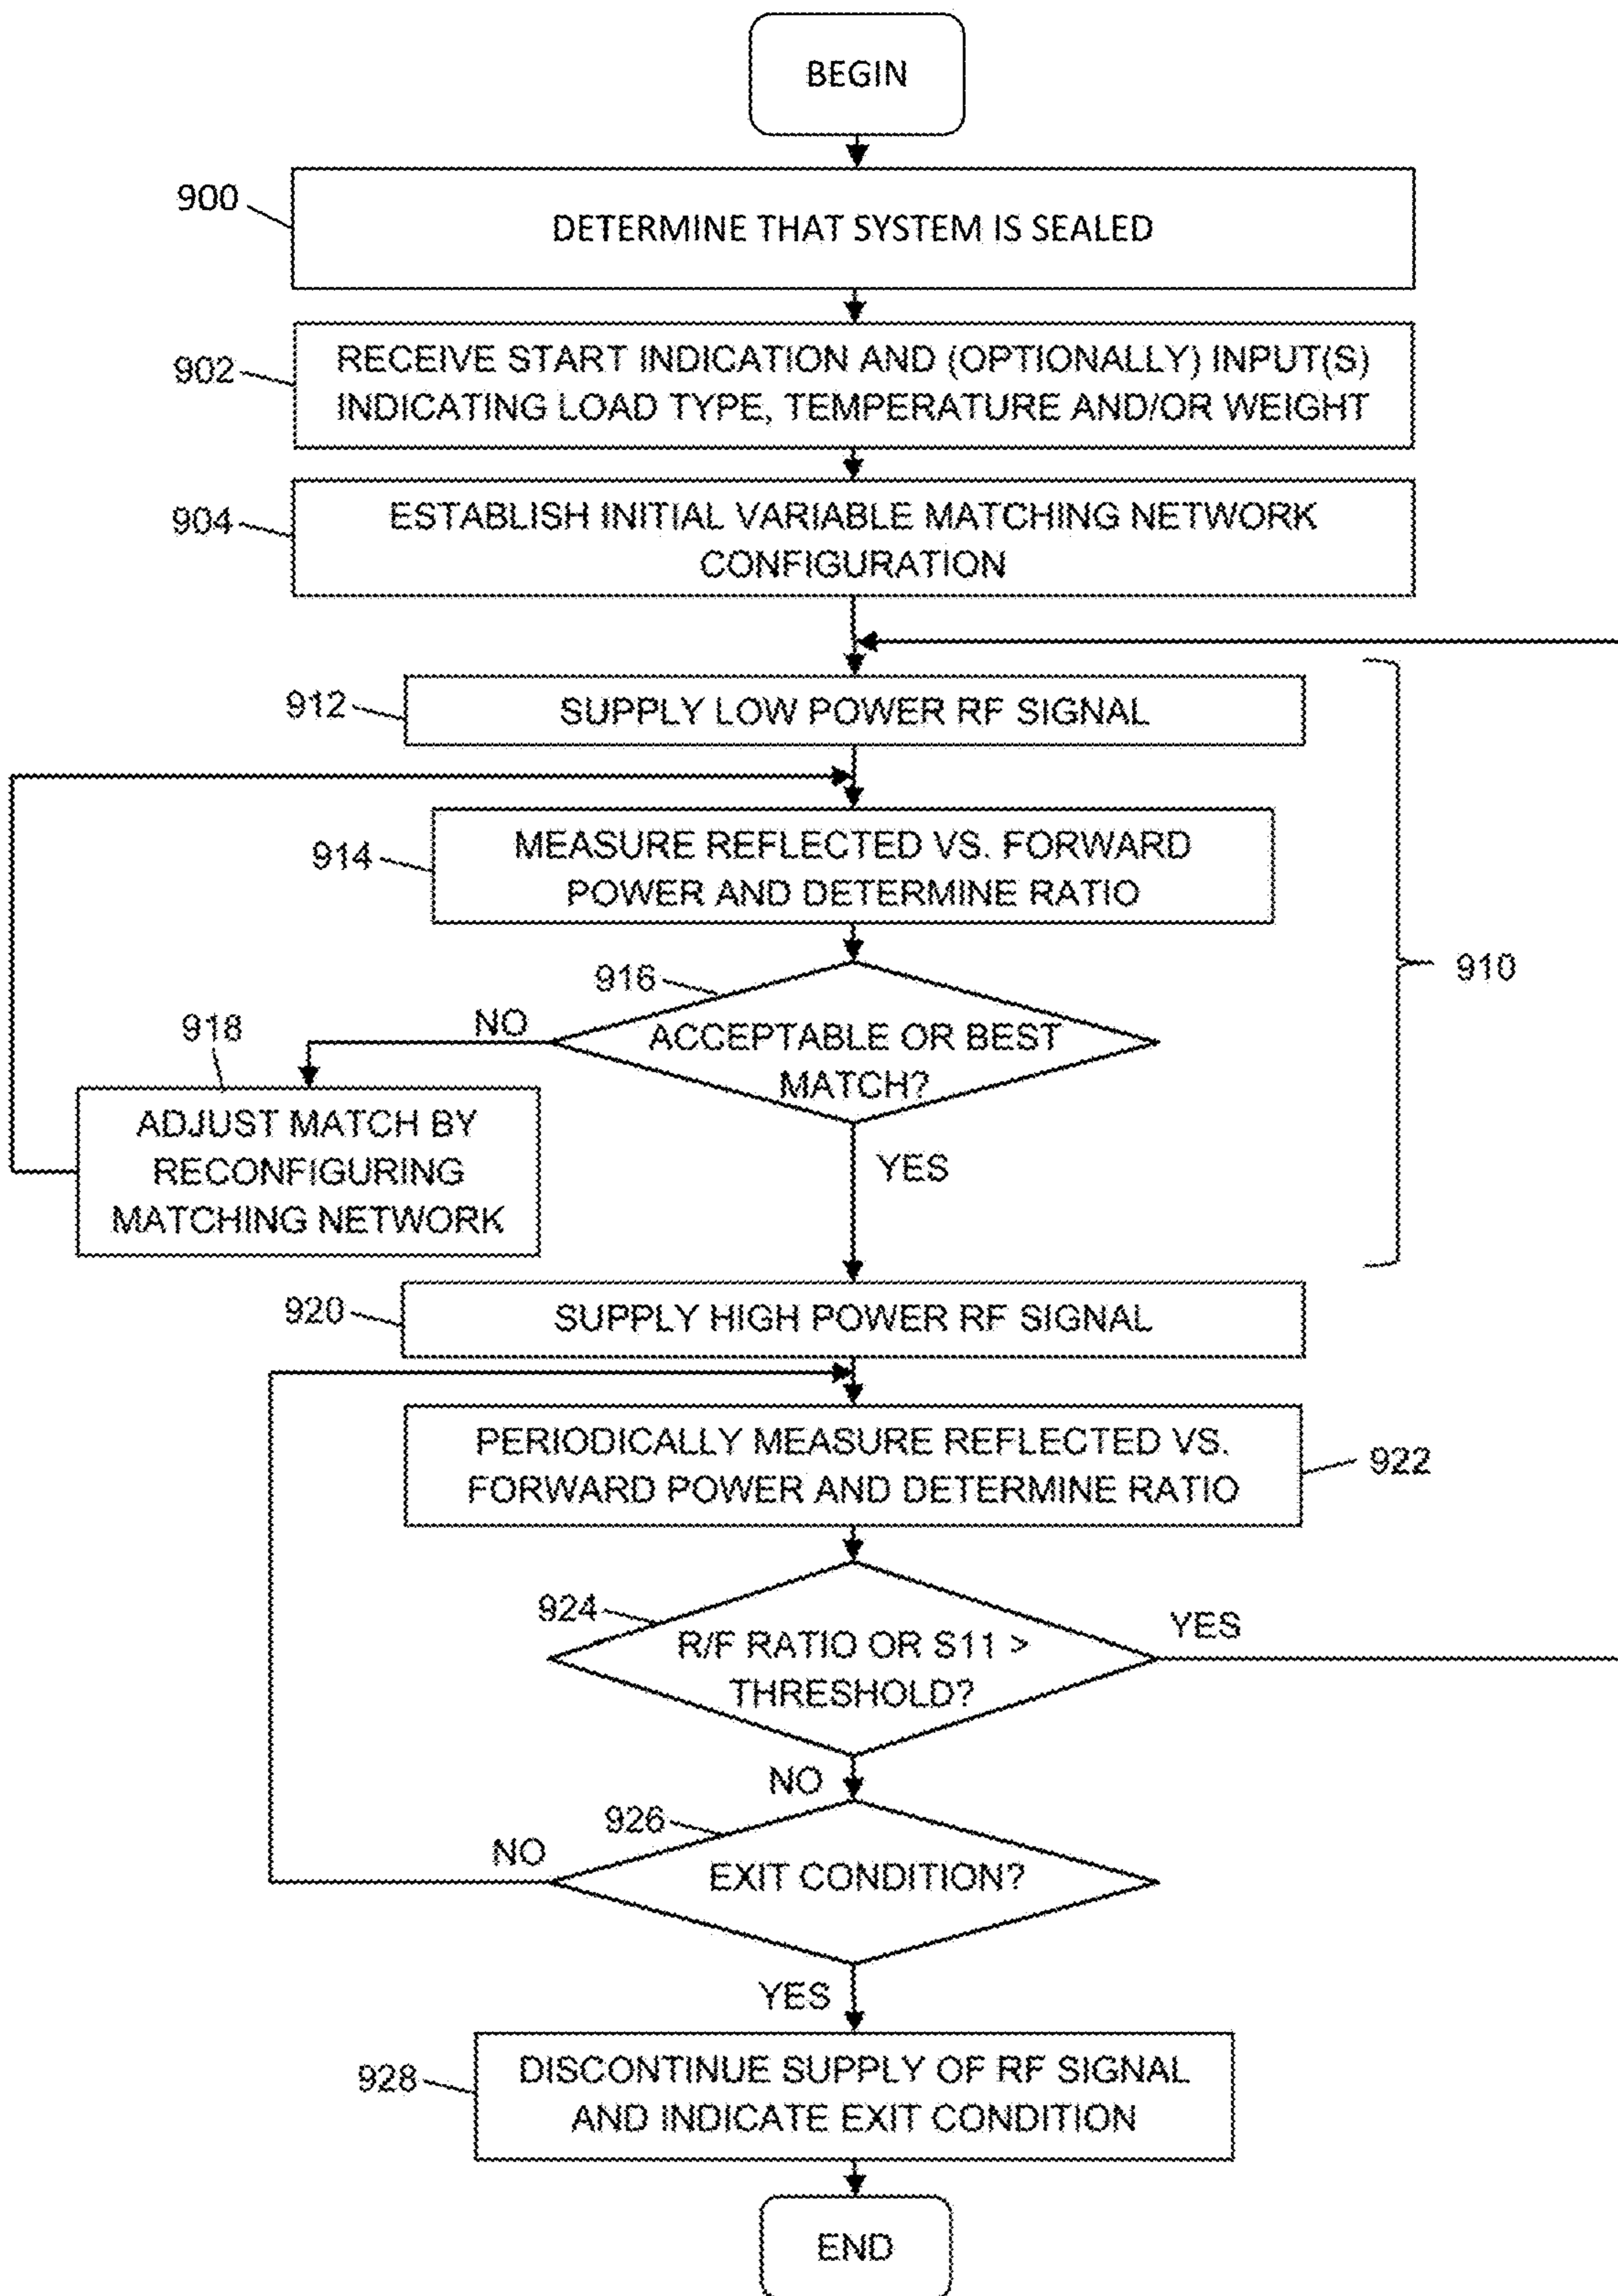 BEGIN
900
DETERMINE THAT SYSTEM IS SEALED
902
RECEIVE START INDICATION AND (OPTIONALLY) INPUT(S)
INDICATING LOAD TYPE, TEMPERATURE AND/OR WEIGHT
904
ESTABLISH INITIAL VARIABLE MATCHING NETWORK
CONFIGURATION
912
SUPPLY LOW POWER RF SIGNAL
914
MEASURE REFLECTED VS. FORWARD
POWER AND DETERMINE RATIO
910
916
ACCEPTABLE OR BEST
MATCH?
NO
918
ADJUST MATCH BY
RECONFIGURING
MATCHING NETWORK
YES
920
SUPPLY HIGH POWER RF SIGNAL
PERIODICALLY MEASURE REFLECTED VS.
FORWARD POWER AND DETERMINE RATIO
922
924
R/F RATIO OR S11 >
THRESHOLD?
YES
NO
926
EXIT CONDITION?
NO
YES
928
DISCONTINUE SUPPLY OF RF SIGNAL
AND INDICATE EXIT CONDITION
END